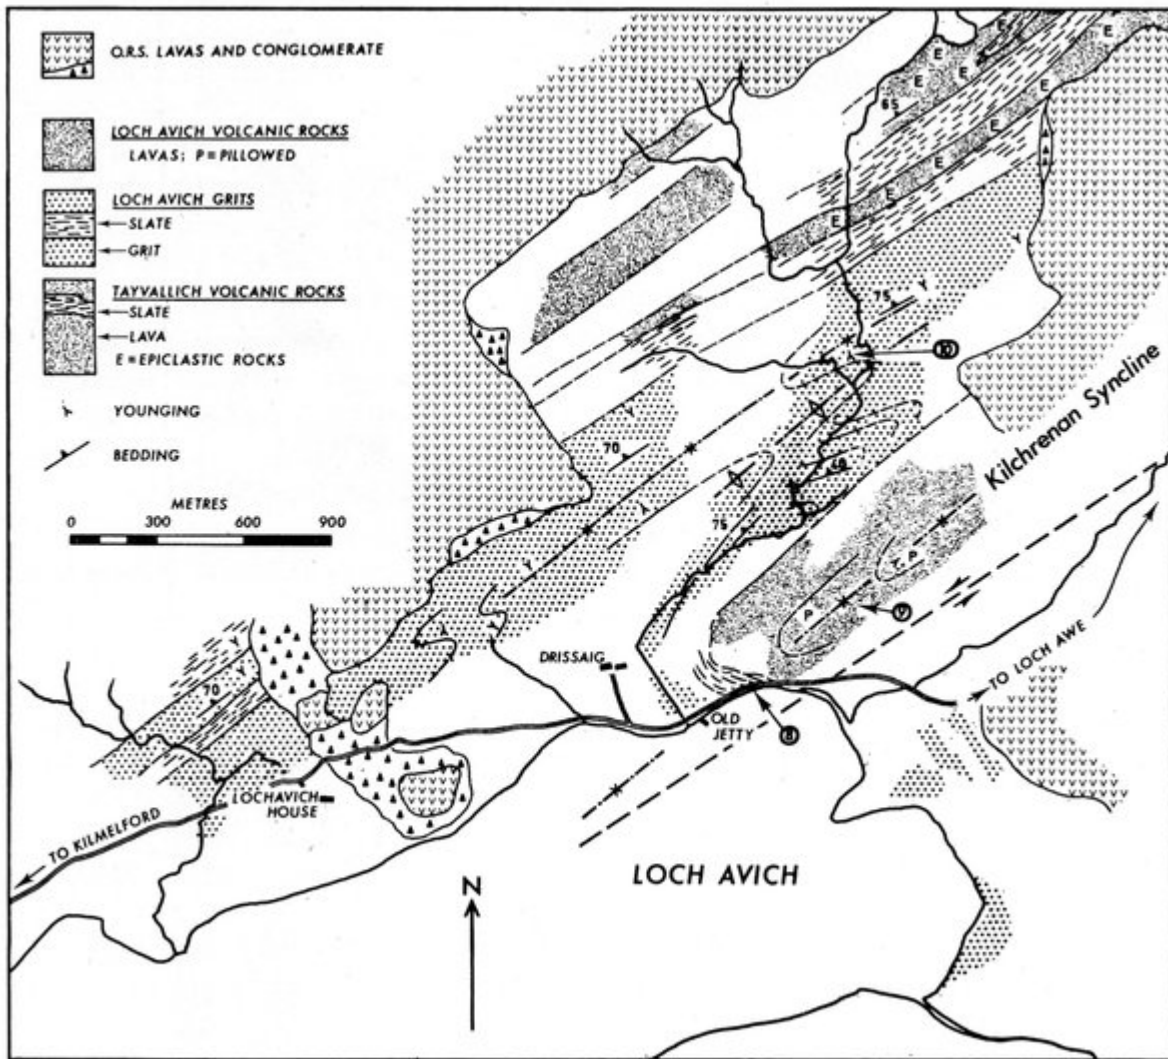 O.R.S. LAVAS AND CONGLOMERATE
LOCH AVICH VOLCANIC ROCKS
LAVAS; P = PILLOWED
LOCH AVICH GRITS
SLATE
GRIT
TAYVALLICH VOLCANIC ROCKS
SLATE
LAVA
E = EPICLASTIC ROCKS
YOUNGING
BEDDING
METRES
0 300 600 900
E
E
E
E
E
E
65
E
E
E
E
E
75
10
70
Kilchrenan Syncline
75
P
P
9
DRISSAIG
TO LOCH AWE
70
OLD
JETTY
8
LOCHAVICH
HOUSE
TO KILMELFORD
LOCH AVICH
N